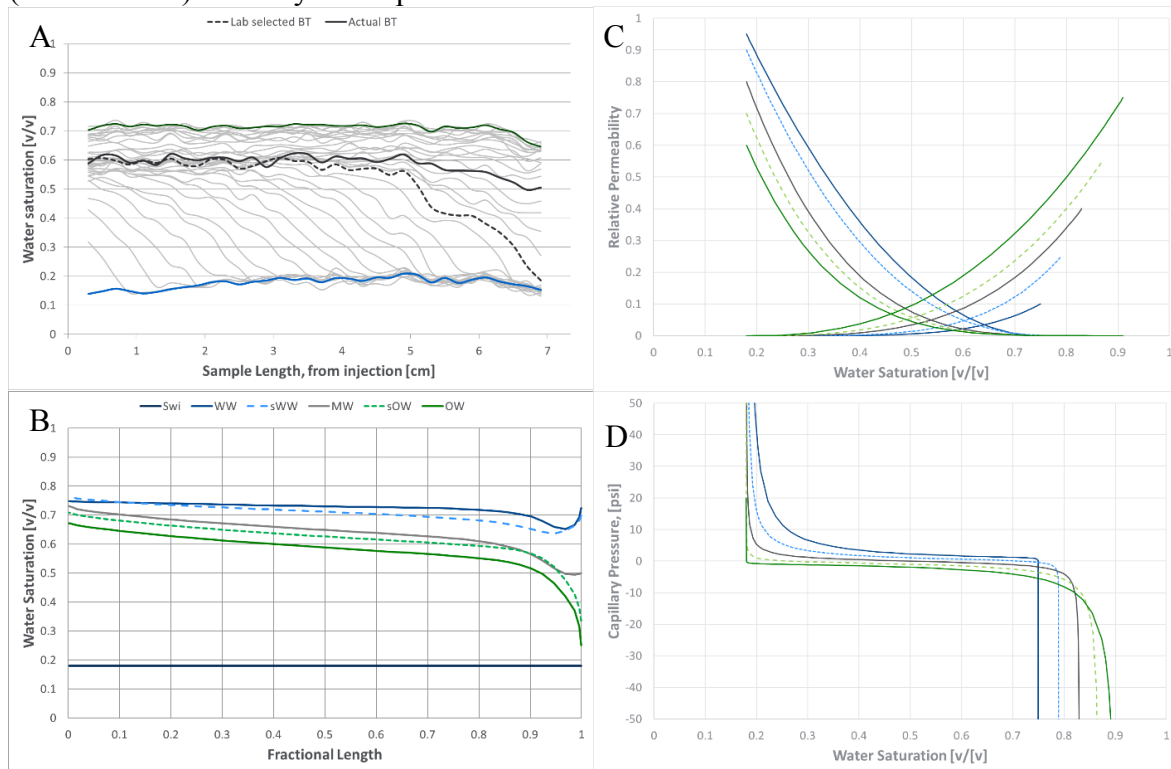 A
Lab selected BT Actual BT
1
0.9
0.8
0.7
0.6
0.5
0.4
0.3
0.2
0.1
0
Water saturation [v/v]
0 1 2 3 4 5 6 7
Sample Length, from injection [cm]
C
1
0.9
0.8
0.7
0.6
0.5
0.4
0.3
0.2
0.1
0
Relative Permeability
0 0.1 0.2 0.3 0.4 0.5 0.6 0.7 0.8 0.9 1
Water Saturation [v/[v]
B
Swi WW sWW MW sOW OW
1
0.9
0.8
0.7
0.6
0.5
0.4
0.3
0.2
0.1
0
Water Saturation [v/v]
0 0.1 0.2 0.3 0.4 0.5 0.6 0.7 0.8 0.9 1
Fractional Length
D
50
40
30
20
10
0
-10
-20
-30
-40
-50
Capillary Pressure, [psi]
0 0.1 0.2 0.3 0.4 0.5 0.6 0.7 0.8 0.9 1
Water Saturation [v/[v]